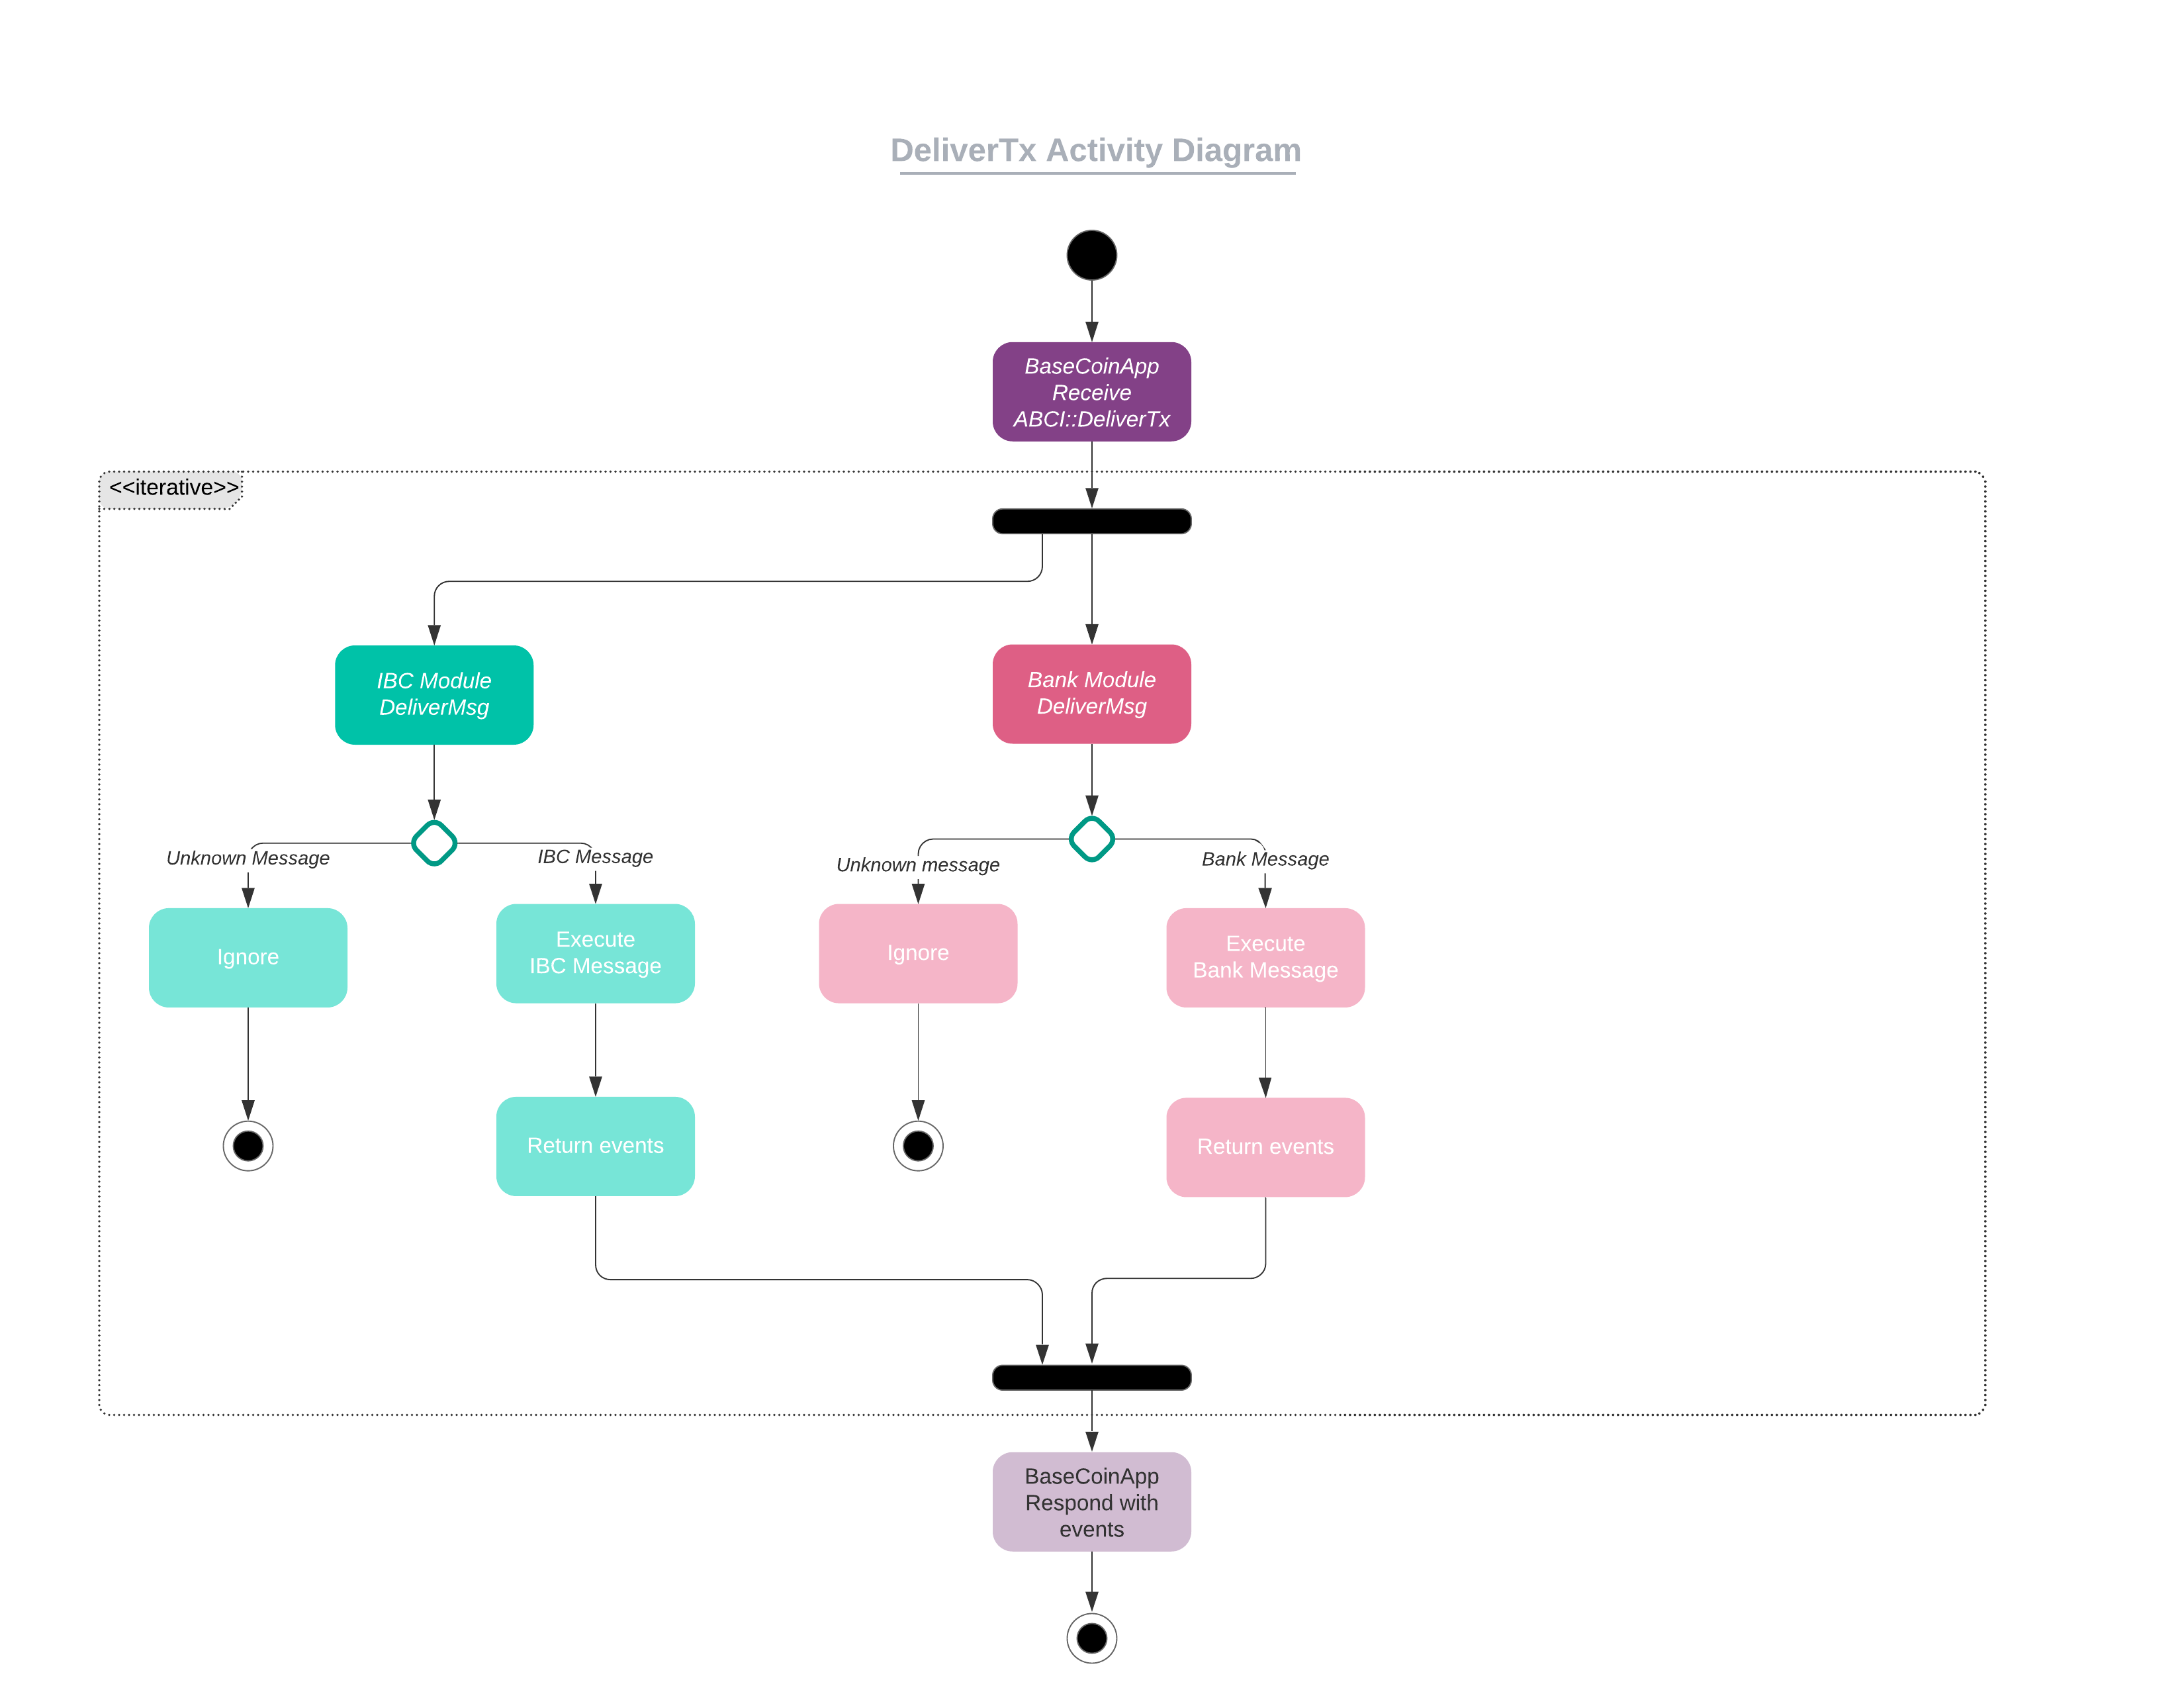 DeliverTx Activity Diagram
BaseCoinApp
Receive
ABCI::DeliverTx
<<iterative>>
IBC Module
DeliverMsg
Bank Module
DeliverMsg
Unknown Message
IBC Message
Unknown message
Bank Message
Ignore
Execute
IBC Message
Ignore
Execute
Bank Message
Return events
Return events
BaseCoinApp
Respond with
events